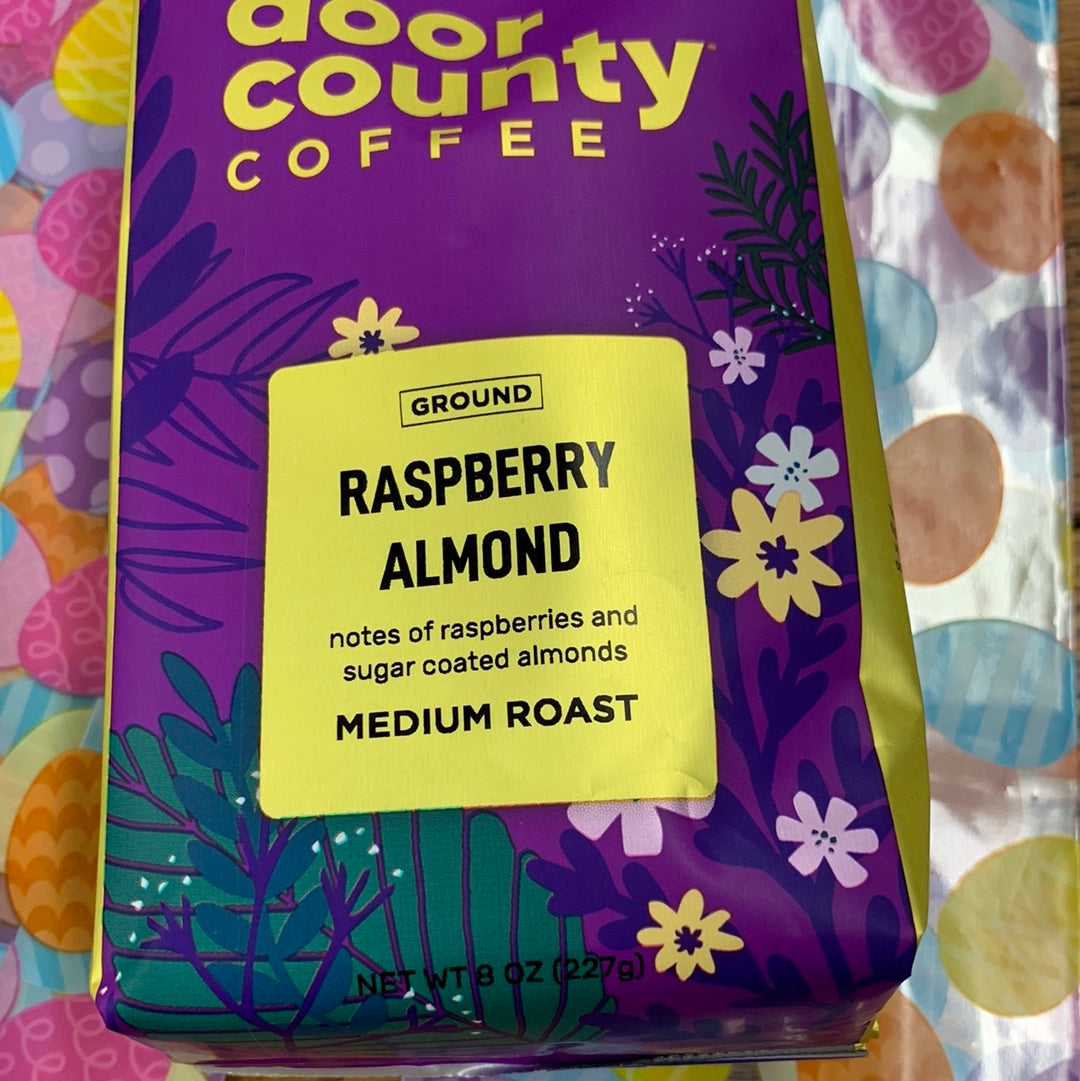 door
county
COFFEE
GROUND
RASPBERRY
ALMOND
notes of raspberries and
sugar coated almonds
MEDIUM ROAST
NET WT 8 OZ (227g)